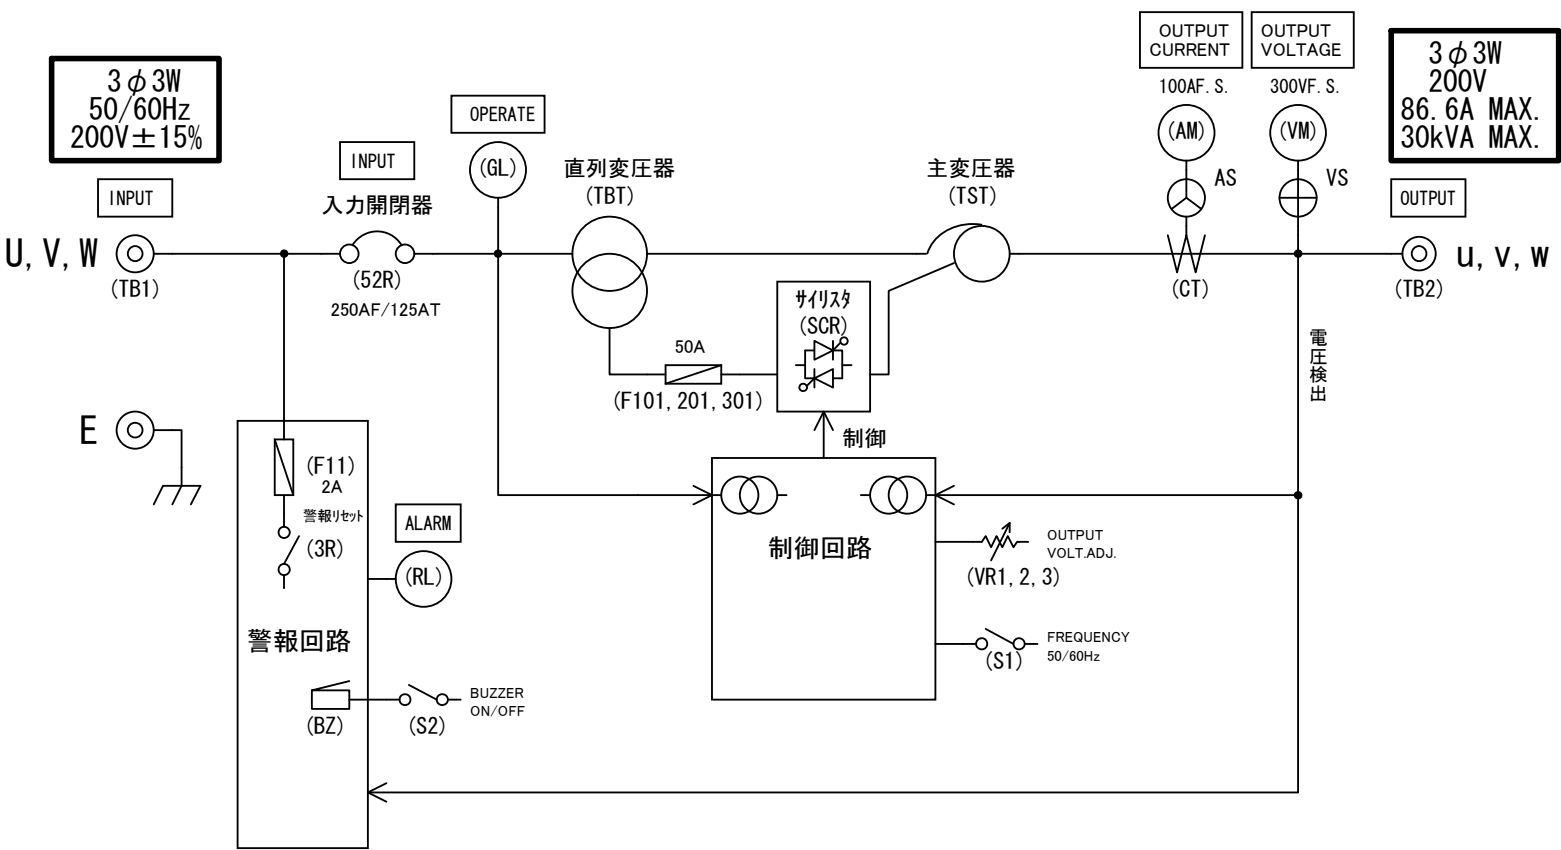 3φ3W
50/60Hz
200V±15%
INPUT
U, V, W
(TB1)
E
INPUT
入力開閉器
(52R)
250AF/125AT
OPERATE
(GL)
直列変圧器
(TBT)
50A
(F101, 201, 301)
サイリスタ
(SCR)
制御
主変圧器
(TST)
OUTPUT
CURRENT
100AF. S.
(AM)
AS
(CT)
OUTPUT
VOLTAGE
300VF. S.
(VM)
VS
3φ3W
200V
86. 6A MAX.
30kVA MAX.
OUTPUT
u, v, w
(TB2)
電圧検出
(F11)
2A
警報リセット
(3R)
ALARM
(RL)
警報回路
(BZ)
(S2)
BUZZER
ON/OFF
制御回路
OUTPUT
VOLT.ADJ.
(VR1, 2, 3)
FREQUENCY
50/60Hz
(S1)